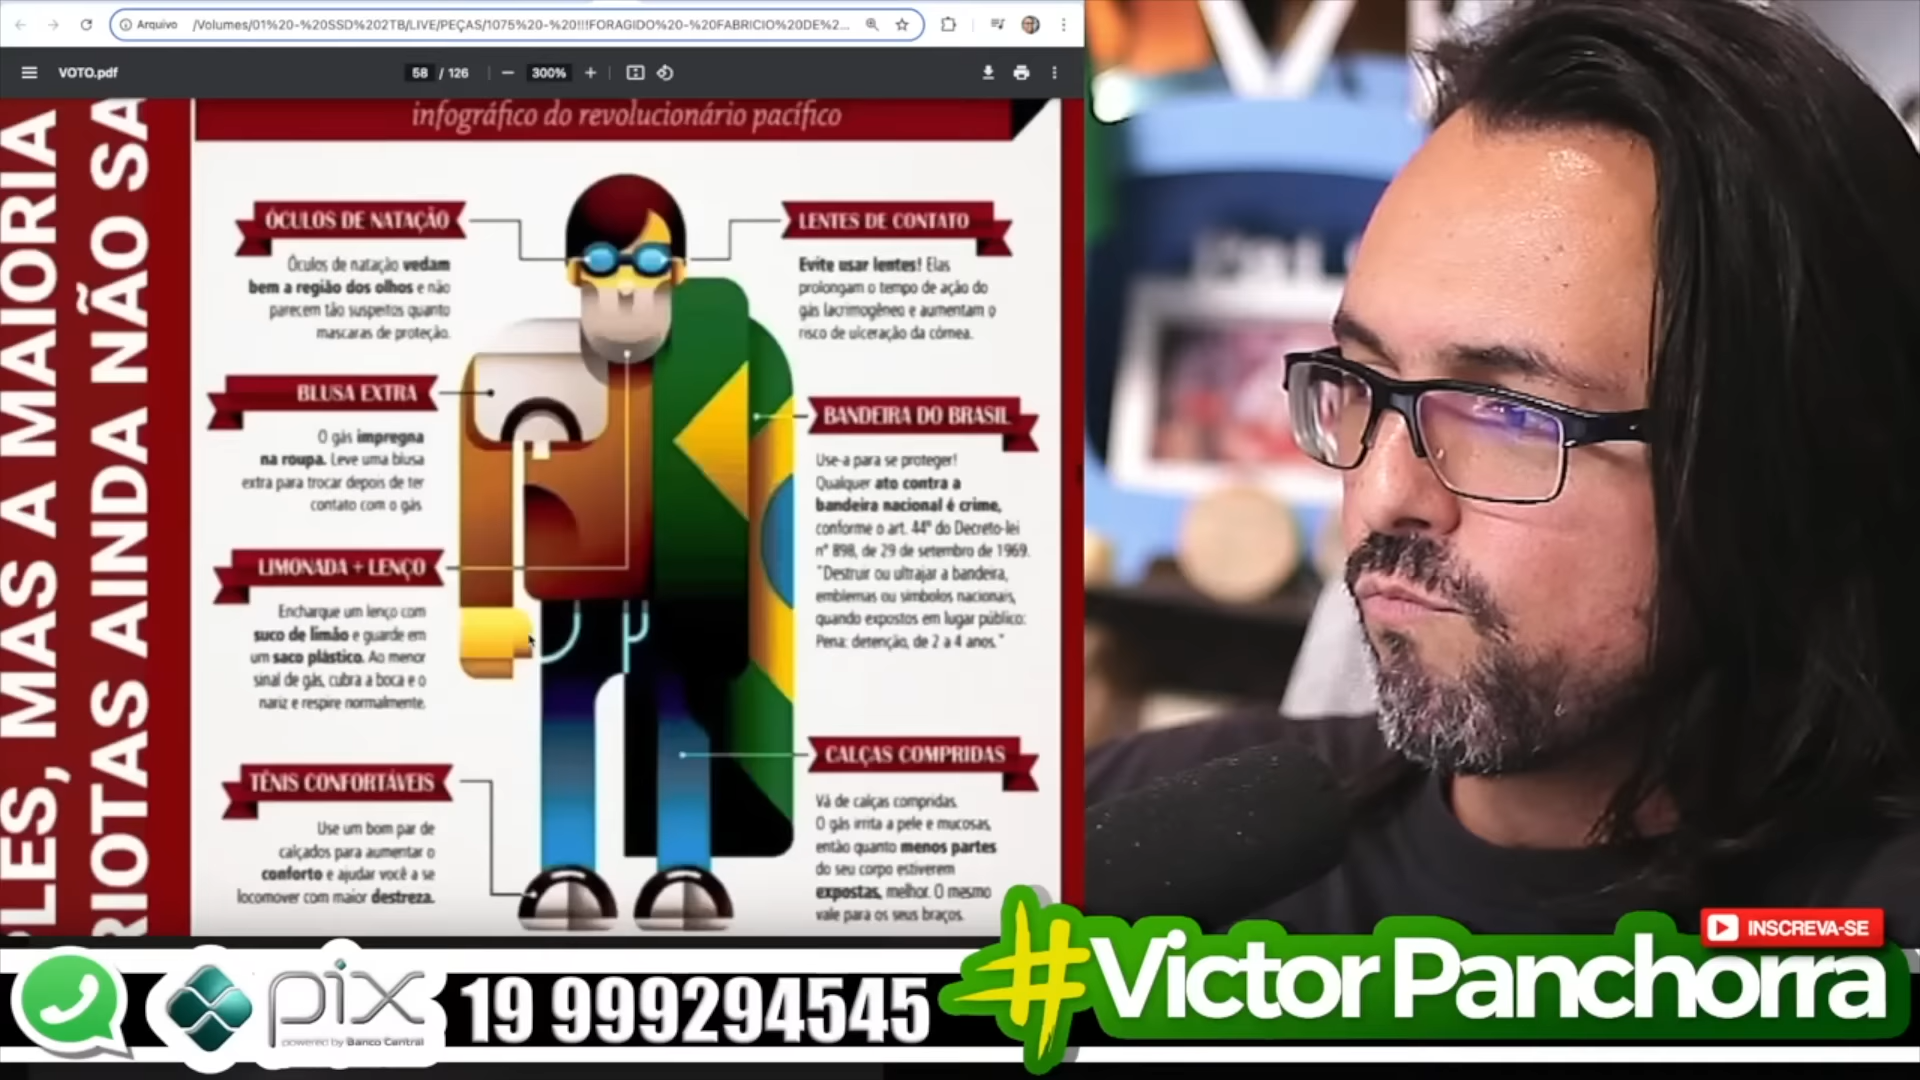 Arquivo
/Volumes/01%20-%20SSD%202TB/LIVE/PEÇAS/1075%20-%20!!!FORAGIDO%20-%20FABRICIO%20DE%2...
VOTO.pdf
58 / 126
300%
PLES, MAS A MAIORIA
RIOTAS AINDA NÃO SA
infográfico do revolucionário pacífico
ÓCULOS DE NATAÇÃO
Óculos de natação vedam
bem a região dos olhos e não
parecem tão suspeitos quanto
mascaras de proteção.
BLUSA EXTRA
O gás impregna
na roupa. Leve uma blusa
extra para trocar depois de ter
contato com o gás
LIMONADA + LENÇO
Encharque um lenço com
suco de limão e guarde em
um saco plástico. Ao menor
sinal de gás, cubra a boca e o
nariz e respire normalmente.
TÊNIS CONFORTÁVEIS
Use um bom par de
calçados para aumentar o
conforto e ajudar você a se
locomover com maior destreza.
LENTES DE CONTATO
Evite usar lentes! Elas
prolongam o tempo de ação do
gás lacrimogêneo e aumentam o
risco de ulceração da córnea.
BANDEIRA DO BRASIL
Use-a para se proteger!
Qualquer ato contra a
bandeira nacional é crime,
conforme o art. 44º do Decreto-lei
nº 898, de 29 de setembro de 1969.
"Destruir ou ultrajar a bandeira,
emblemas ou símbolos nacionais,
quando expostos em lugar público:
Pena: detenção, de 2 a 4 anos."
CALÇAS COMPRIDAS
Vá de calças compridas.
O gás irrita a pele e mucosas,
então quanto menos partes
do seu corpo estiverem
expostas, melhor. O mesmo
vale para os seus braços.
pix
powered by Banco Central
19 999294545
#Victor Panchorra
INSCREVA-SE